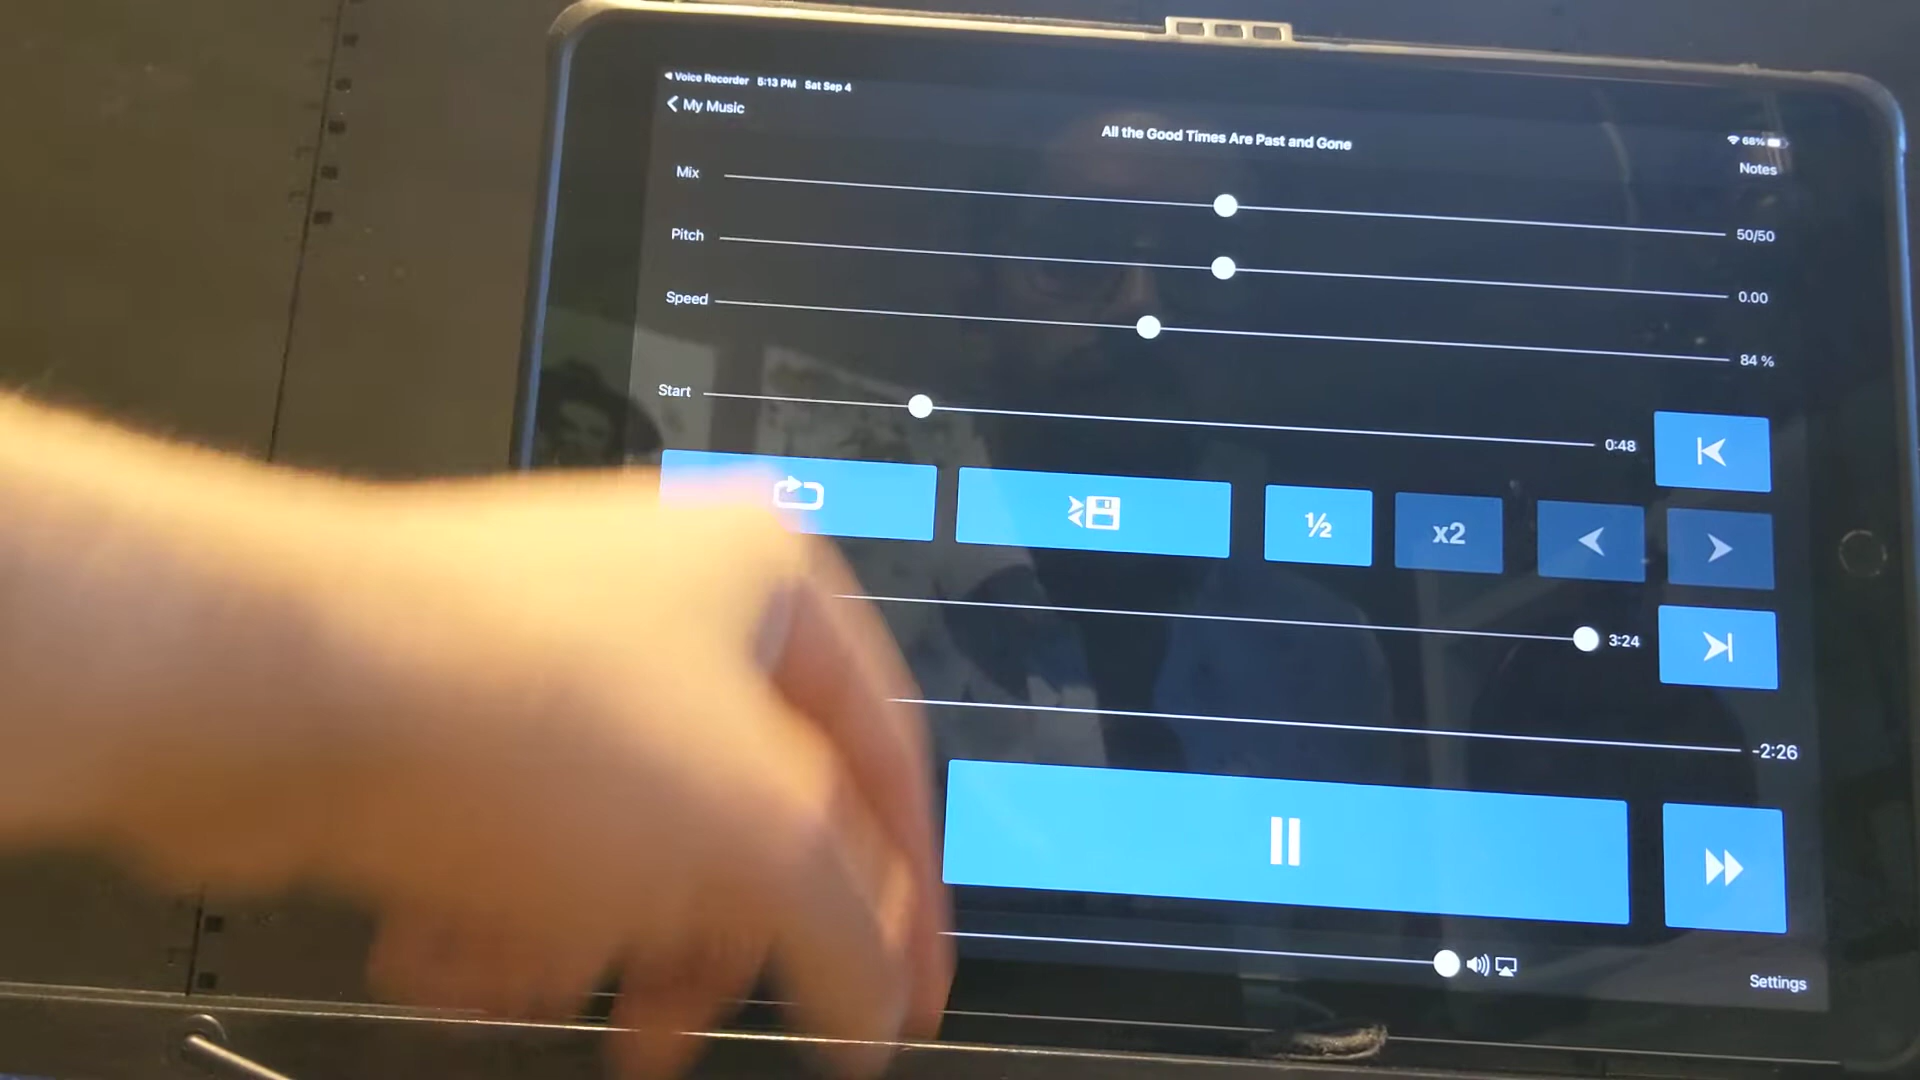 Voice Recorder 5:13 PM Sat Sep 4
My Music
All the Good Times Are Past and Gone
68%
Notes
Mix
50/50
Pitch
0.00
Speed
84 %
Start
0:48
½
x2
3:24
-2:26
Settings